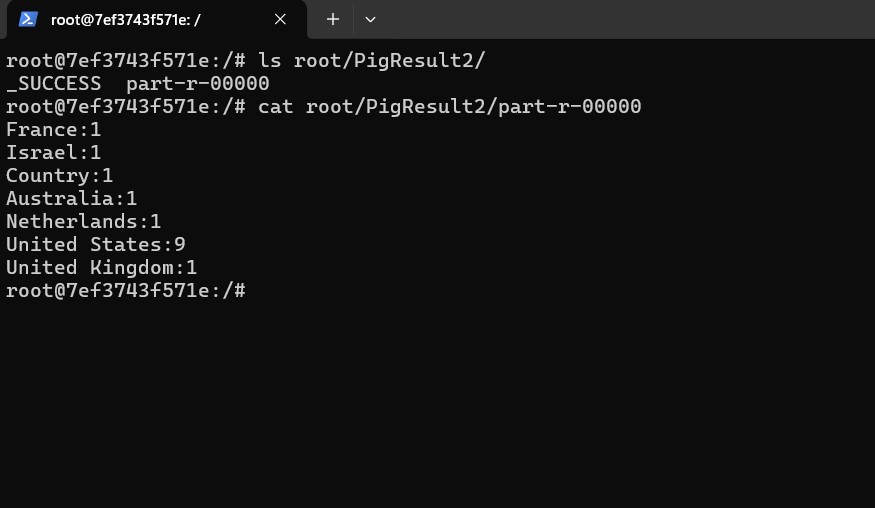 root@7ef3743f571e: /
root@7ef3743f571e:/# ls root/PigResult2/
_SUCCESS  part-r-00000
root@7ef3743f571e:/# cat root/PigResult2/part-r-00000
France:1
Israel:1
Country:1
Australia:1
Netherlands:1
United States:9
United Kingdom:1
root@7ef3743f571e:/#